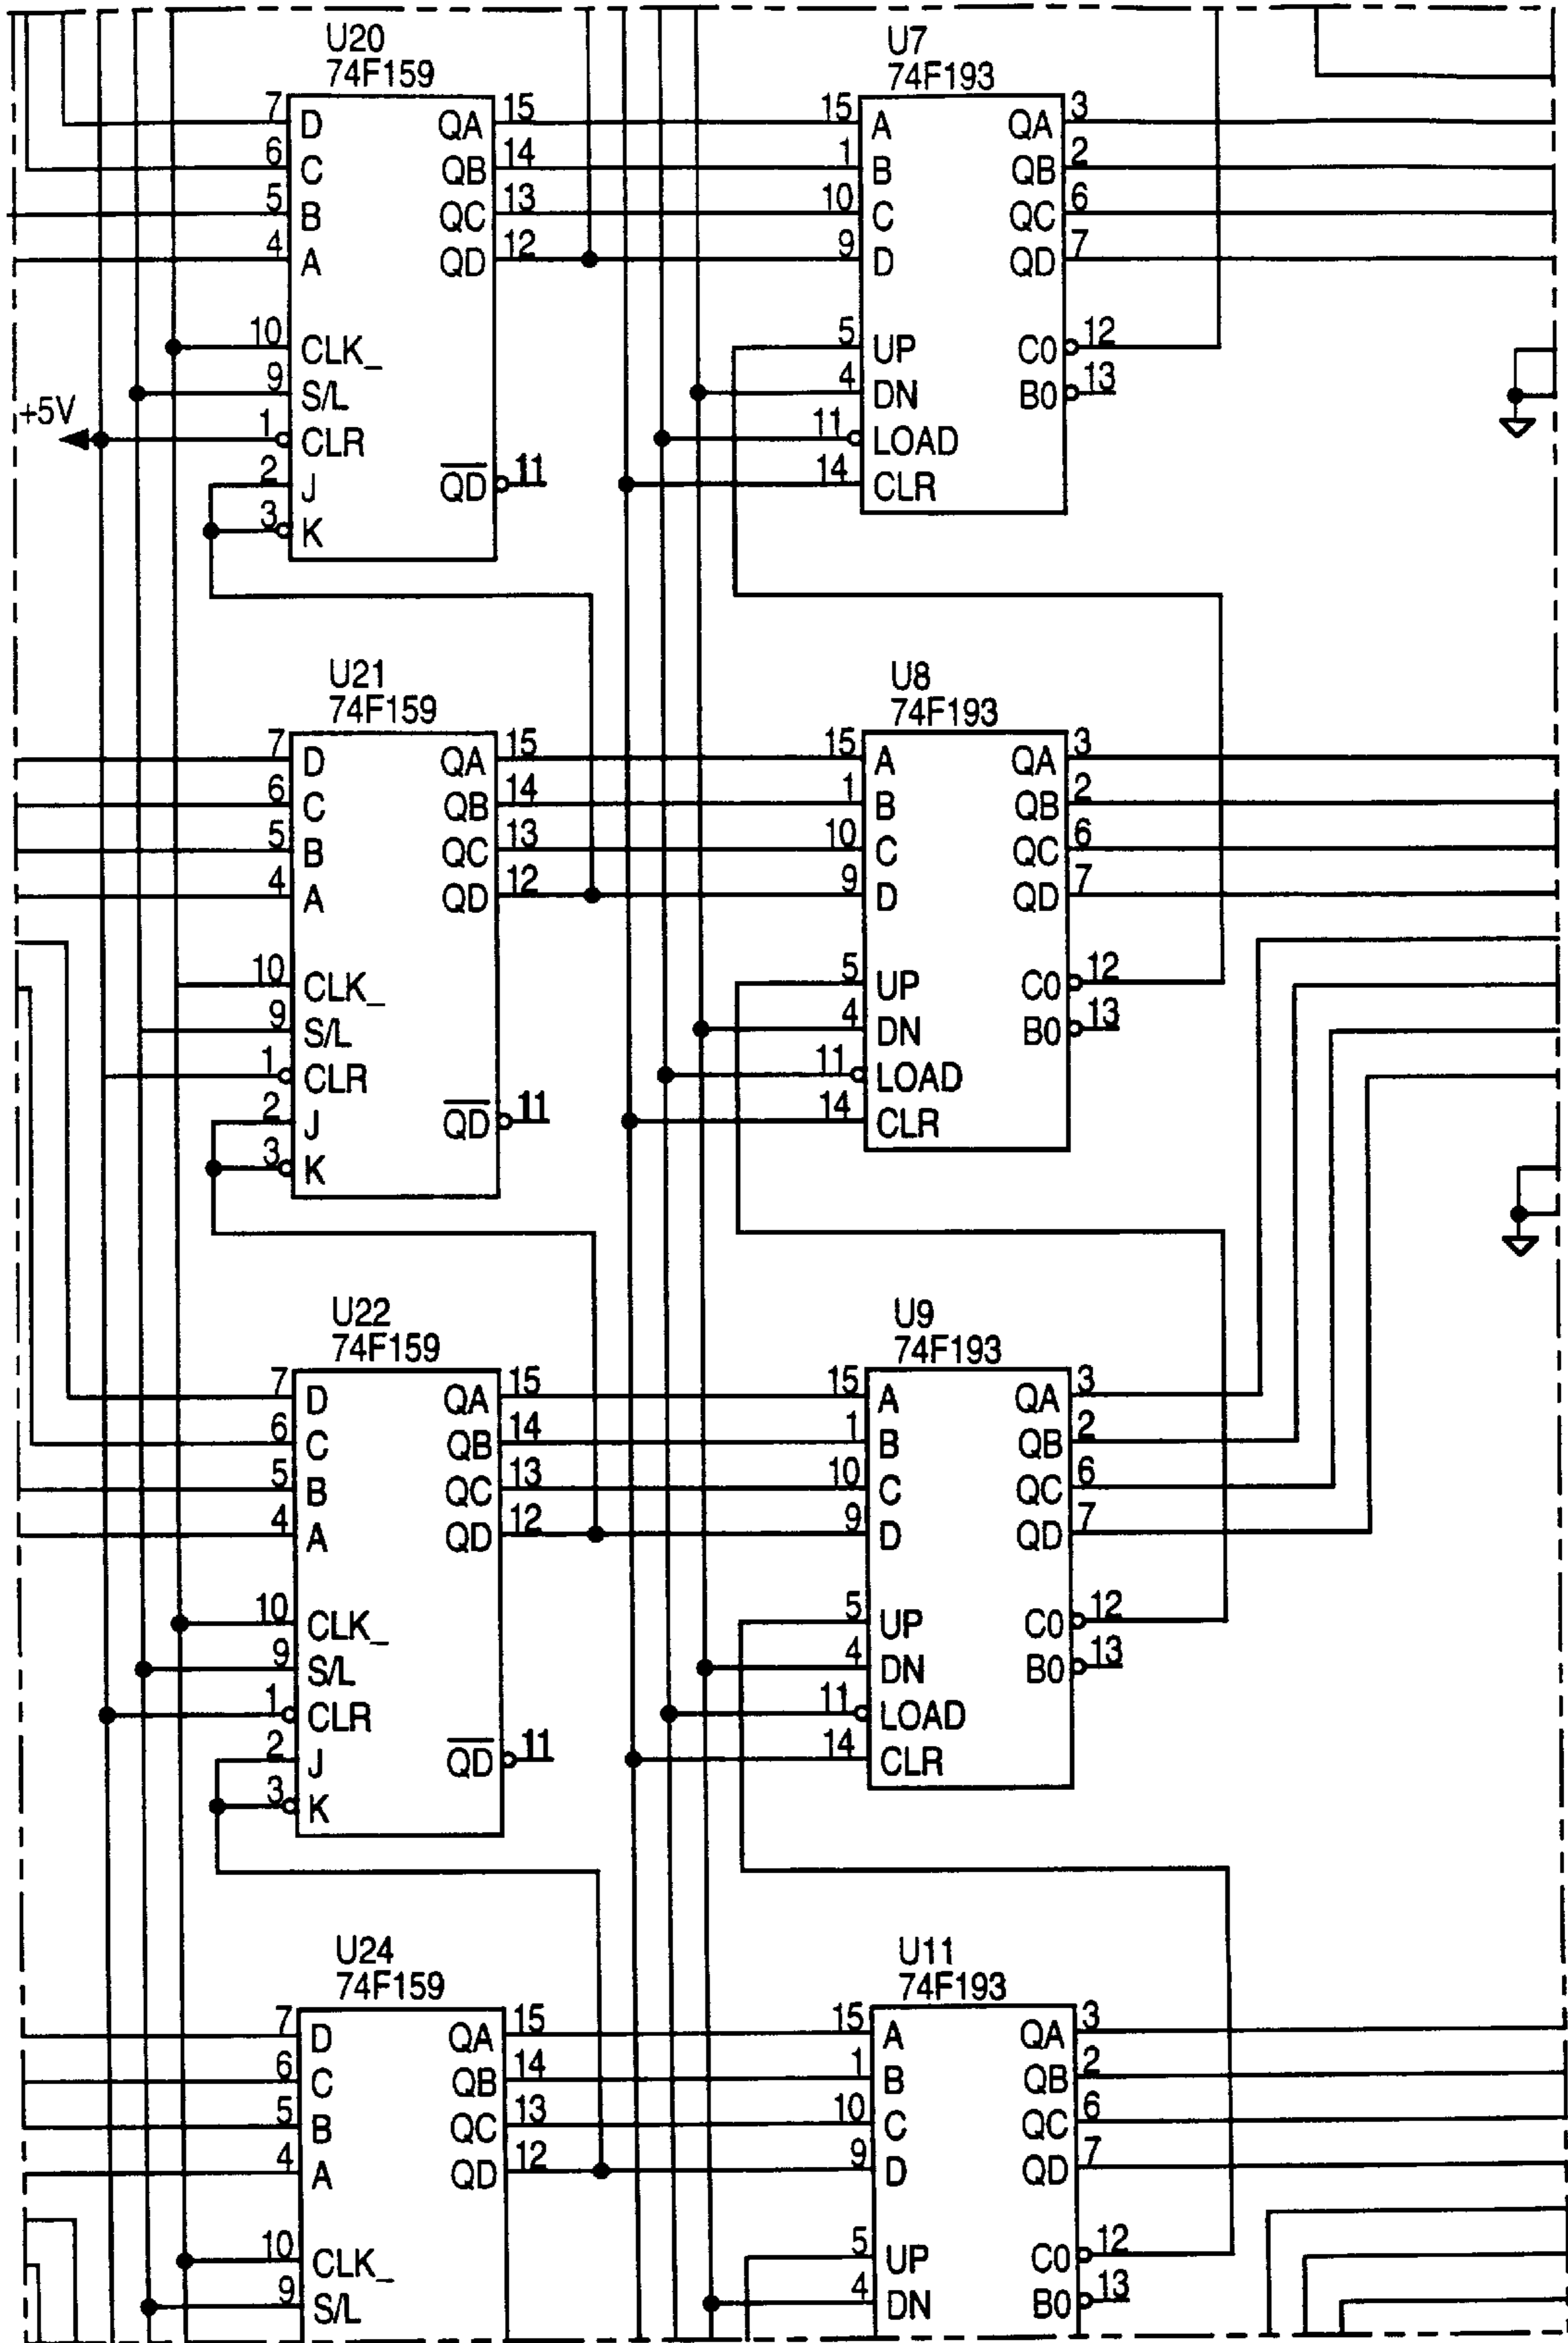 U20
74F159
7 D QA 15
6 C QB 14
5 B QC 13
4 A QD 12
10 CLK_
9 S/L
+5V
1 CLR
2 J QD 11
3 K
U7
74F193
15 A QA 3
1 B QB 2
10 C QC 6
9 D QD 7
5 UP C0 12
4 DN B0 13
11 LOAD
14 CLR
U21
74F159
7 D QA 15
6 C QB 14
5 B QC 13
4 A QD 12
10 CLK_
9 S/L
1 CLR
2 J QD 11
3 K
U8
74F193
15 A QA 3
1 B QB 2
10 C QC 6
9 D QD 7
5 UP C0 12
4 DN B0 13
11 LOAD
14 CLR
U22
74F159
7 D QA 15
6 C QB 14
5 B QC 13
4 A QD 12
10 CLK_
9 S/L
1 CLR
2 J QD 11
3 K
U9
74F193
15 A QA 3
1 B QB 2
10 C QC 6
9 D QD 7
5 UP C0 12
4 DN B0 13
11 LOAD
14 CLR
U24
74F159
7 D QA 15
6 C QB 14
5 B QC 13
4 A QD 12
10 CLK_
9 S/L
U11
74F193
15 A QA 3
1 B QB 2
10 C QC 6
9 D QD 7
5 UP C0 12
4 DN B0 13